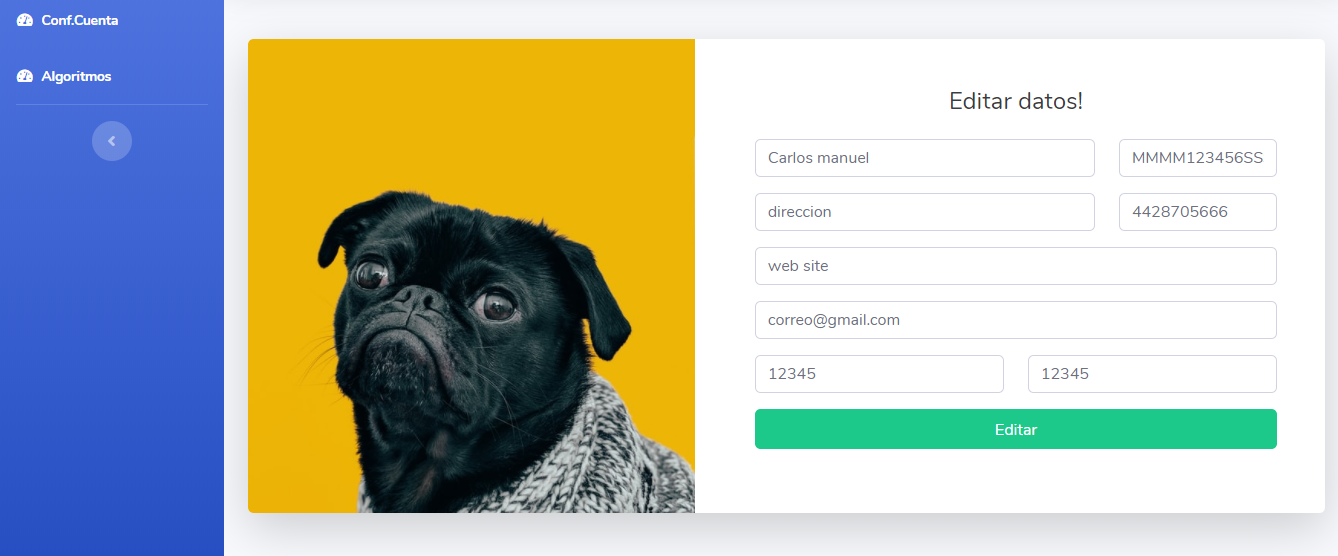 Conf.Cuenta
Algoritmos
Editar datos!
Carlos manuel
MMMM123456SS
direccion
4428705666
web site
correo@gmail.com
12345
12345
Editar